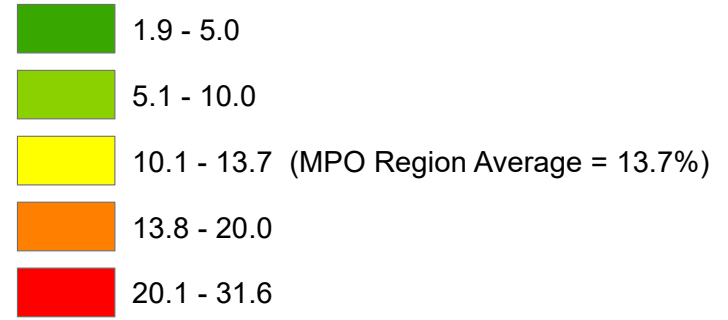 1.9 - 5.0
5.1 - 10.0
10.1 - 13.7 (MPO Region Average = 13.7%)
13.8 - 20.0
20.1 - 31.6